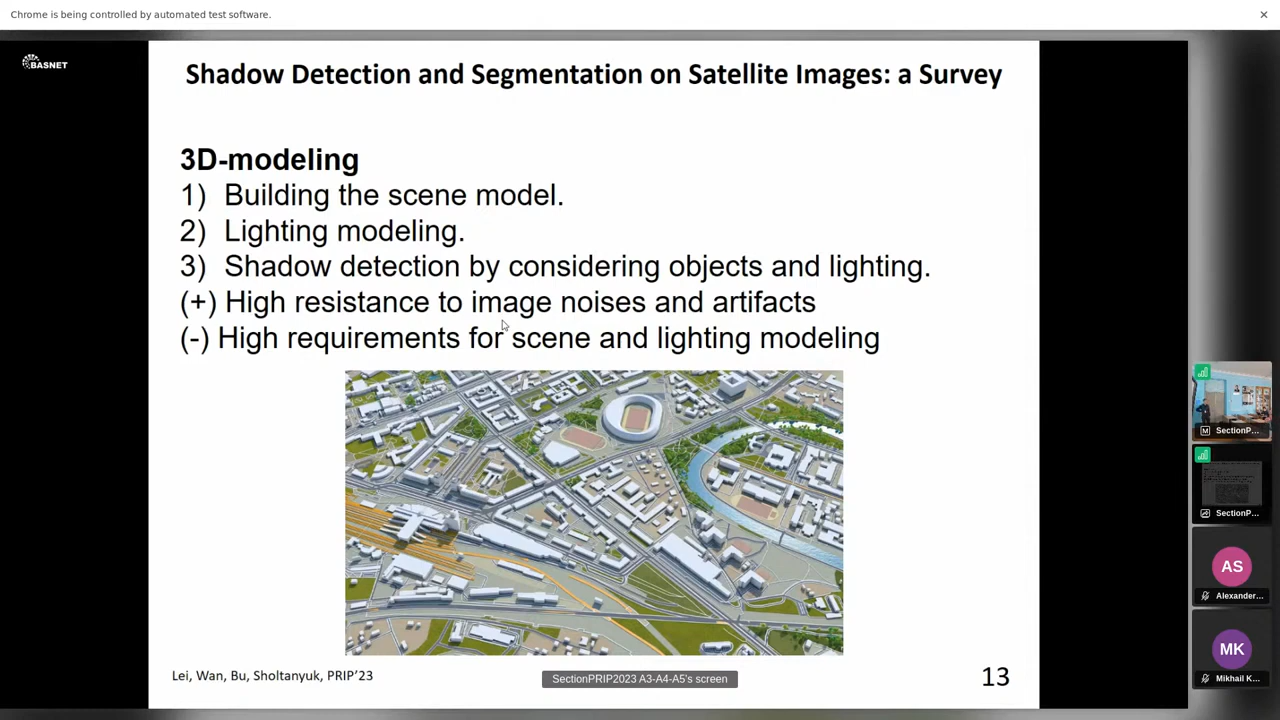 Chrome is being controlled by automated test software.
BASNET
Shadow Detection and Segmentation on Satellite Images: a Survey
3D-modeling
1) Building the scene model.
2) Lighting modeling.
3) Shadow detection by considering objects and lighting.
(+) High resistance to image noises and artifacts
(-) High requirements for scene and lighting modeling
Lei, Wan, Bu, Sholtanyuk, PRIP’23
13
SectionPRIP2023 A3-A4-A5's screen
M SectionP...
SectionP...
AS
Alexander...
MK
Mikhail K...